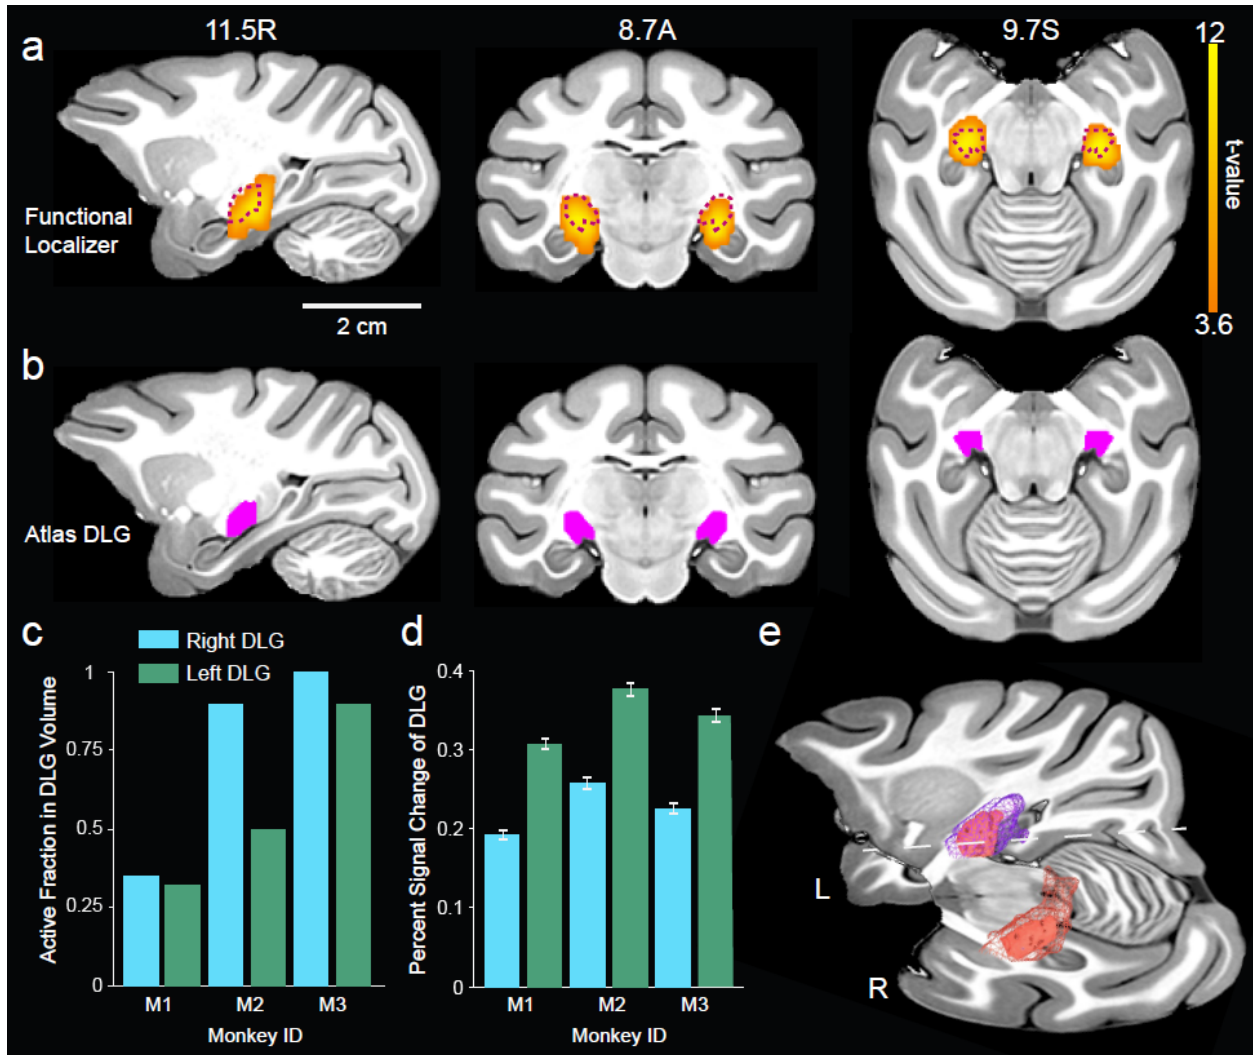 a
11.5R
8.7A
9.7S
12
t-value
3.6
Functional
Localizer
2 cm
b
Atlas DLG
c
Right DLG
Left DLG
Active Fraction in DLG Volume
1
0.75
0.5
0.25
0
M1
M2
M3
Monkey ID
d
Percent Signal Change of DLG
0.4
0.3
0.2
0.1
0
M1
M2
M3
Monkey ID
e
L
R